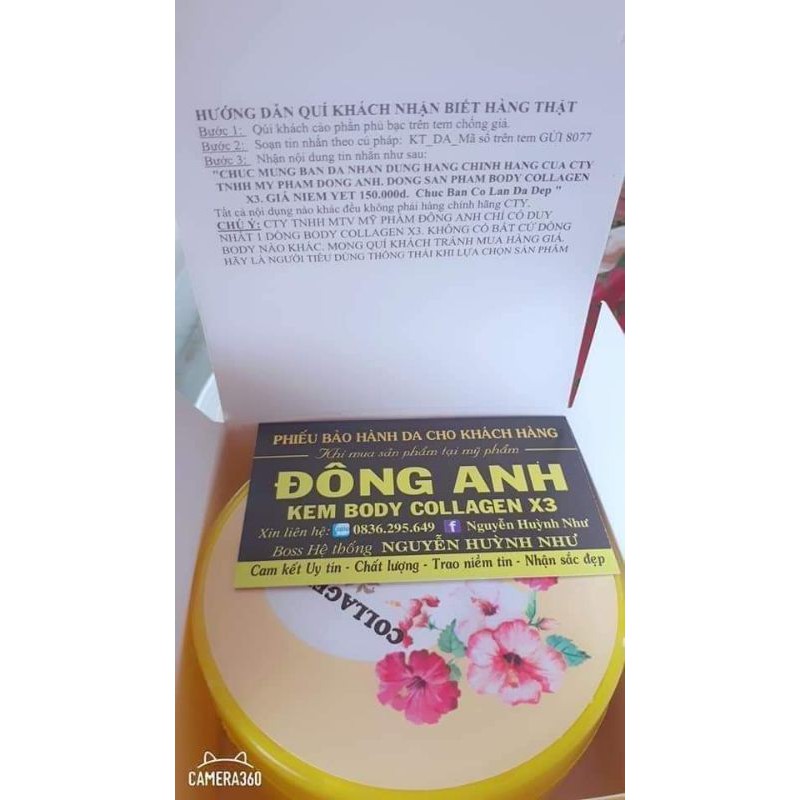 HƯỚNG DẪN QUÍ KHÁCH NHẬN BIẾT HÀNG THẬT
Bước 1: Qúi khách cào phần phủ bạc trên tem chống giả.
Bước 2: Soạn tin nhắn theo cú pháp: KT_DA_Mã số trên tem GỬI 8077
Bước 3: Nhận nội dung tin nhắn như sau:
"CHUC MUNG BAN DA NHAN DUNG HANG CHINH HANG CUA CTY
TNHH MY PHAM DONG ANH. DONG SAN PHAM BODY COLLAGEN
X3. GIÁ NIEM YET 150.000d. Chuc Ban Co Lan Da Dep "
Tất cả nội dung nào khác đều không phải hàng chính hãng CTY.
CHÚ Ý: CTY TNHH MTV MỸ PHẨM ĐÔNG ANH CHỈ CÓ DUY
NHẤT 1 DÒNG BODY COLLAGEN X3. KHÔNG CÓ BẤT CỨ DÒNG
BODY NÀO KHÁC. MONG QUÍ KHÁCH TRÁNH MUA HÀNG GIẢ.
HÃY LÀ NGƯỜI TIÊU DÙNG THÔNG THÁI KHI LỰA CHỌN SẢN PHẨM
PHIẾU BẢO HÀNH DA CHO KHÁCH HÀNG
Khi mua sản phẩm tại mỹ phẩm
ĐÔNG ANH
KEM BODY COLLAGEN X3
Xin liên hệ: 0836.295.649 f Nguyễn Huỳnh Như
Boss Hệ thống NGUYỄN HUỲNH NHƯ
Cam kết Uy tín - Chất lượng - Trao niềm tin - Nhận sắc đẹp
COLLAGE
CAMERA360